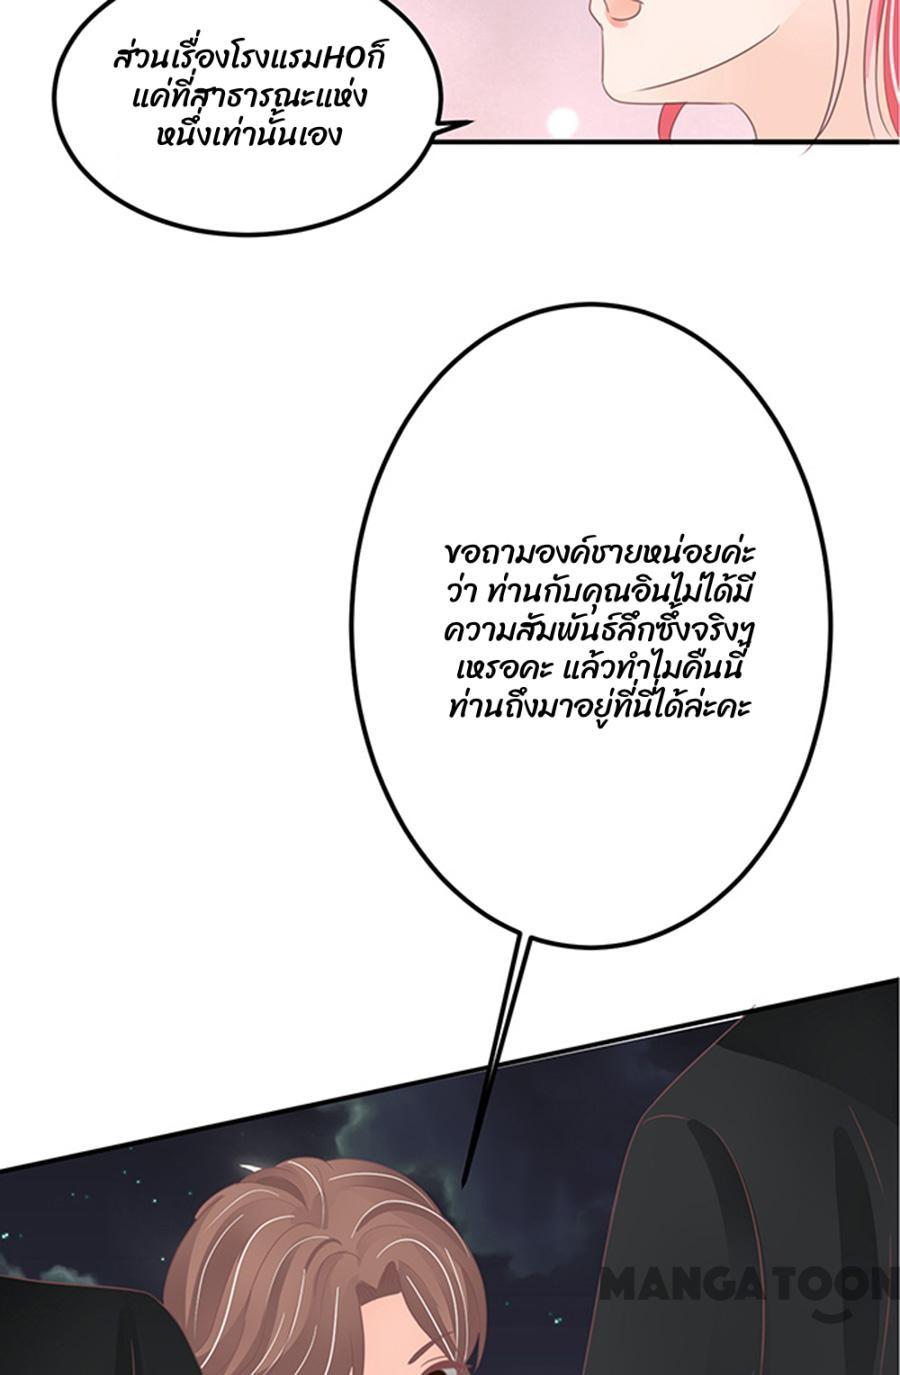 ส่วนเรื่องโรงแรมHOก็
แค่ที่สาธารณะแห่ง
หนึ่งเท่านั้นเอง
ขอถามองค์ชายหน่อยค่ะ
ว่า ท่านกับคุณอินไม่ได้มี
ความสัมพันธ์ลึกซึ้งจริงๆ
เหรอคะ แล้วทำไมคืนนี้
ท่านถึงมาอยู่ที่นี่ได้ล่ะคะ
MANGATOON